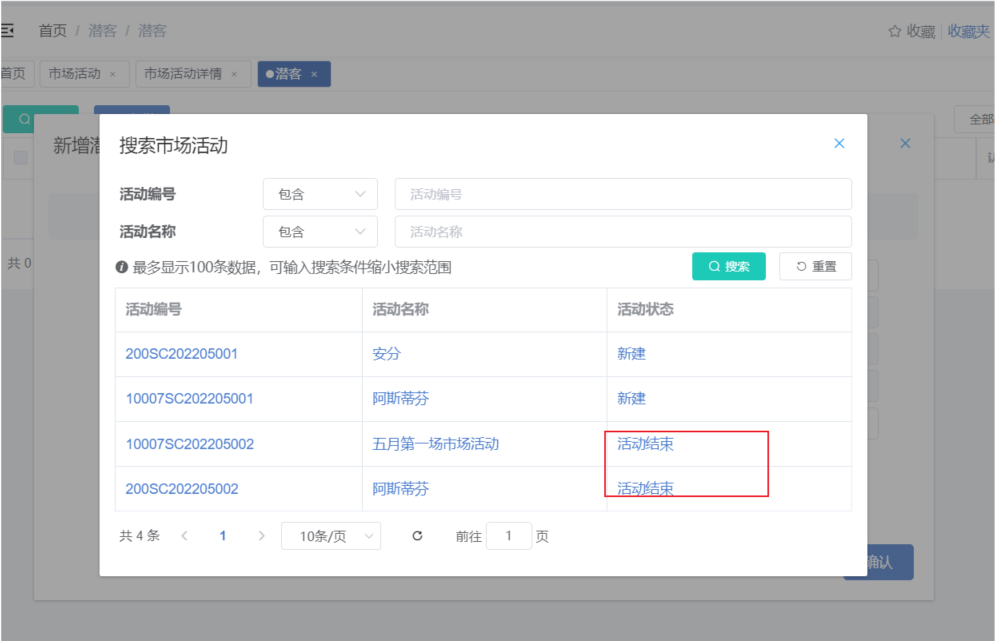 首页 / 潜客 / 潜客
收藏 收藏夹
首页 市场活动 × 市场活动详情 × 潜客 ×
全部
新增潜
搜索市场活动
活动编号 包含 活动编号
活动名称 包含 活动名称
最多显示100条数据，可输入搜索条件缩小搜索范围 搜索 重置
共 0
活动编号 活动名称 活动状态
200SC202205001 安分 新建
10007SC202205001 阿斯蒂芬 新建
10007SC202205002 五月第一场市场活动 活动结束
200SC202205002 阿斯蒂芬 活动结束
共 4 条 1 10条/页 前往 1 页
确认